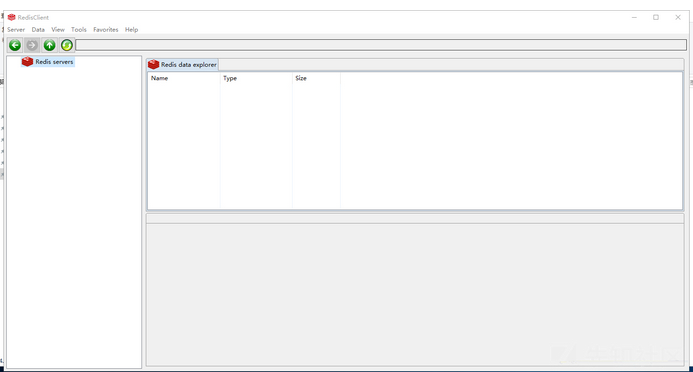 RedisClient
Server Data View Tools Favorites Help
Redis servers
Redis data explorer
Name Type Size